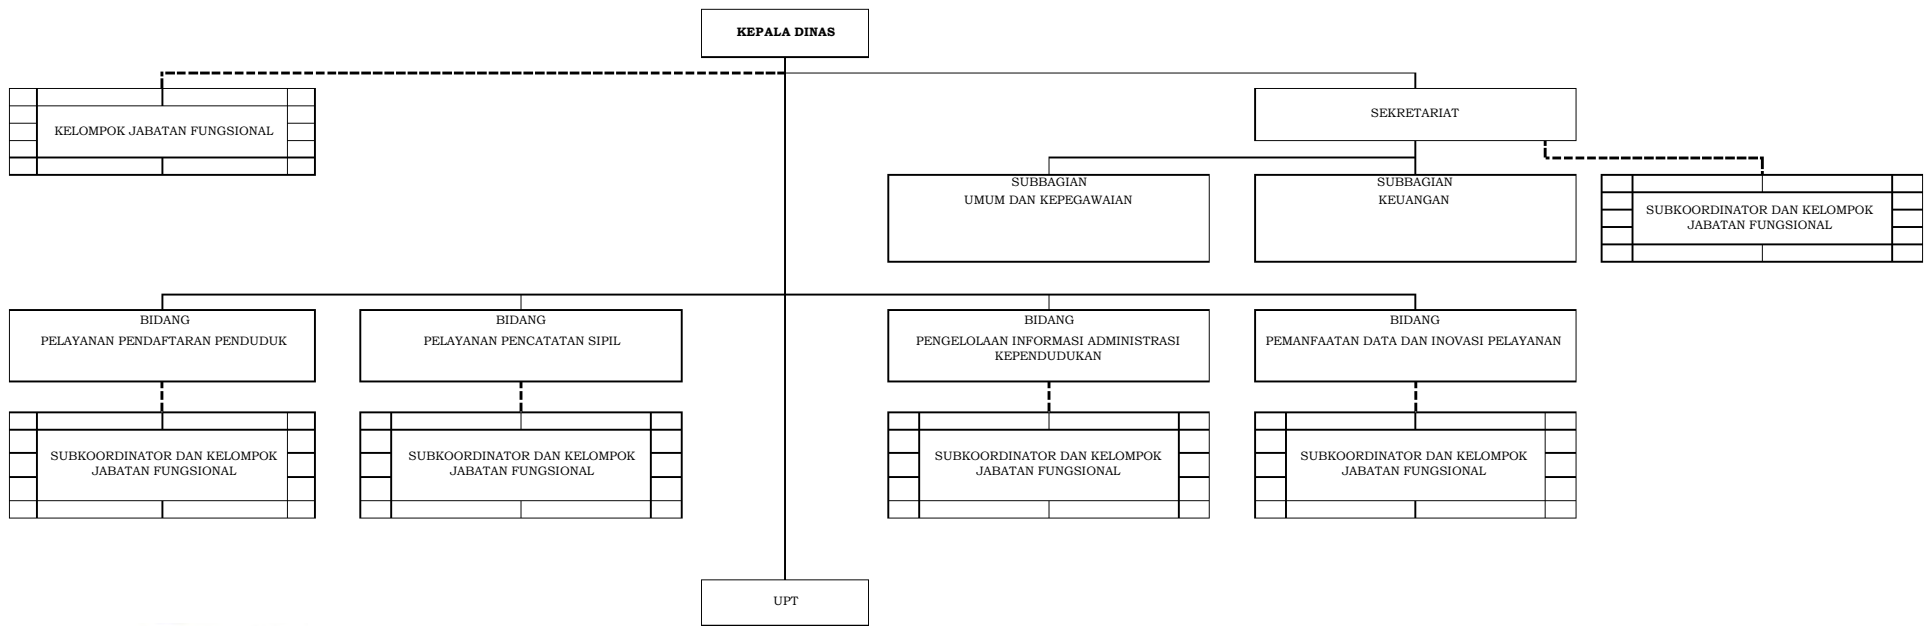 KEPALA DINAS
KELOMPOK JABATAN FUNGSIONAL
SEKRETARIAT
SUBBAGIAN
UMUM DAN KEPEGAWAIAN
SUBBAGIAN
KEUANGAN
SUBKOORDINATOR DAN KELOMPOK
JABATAN FUNGSIONAL
BIDANG
PELAYANAN PENDAFTARAN PENDUDUK
BIDANG
PELAYANAN PENCATATAN SIPIL
BIDANG
PENGELOLAAN INFORMASI ADMINISTRASI
KEPENDUDUKAN
BIDANG
PEMANFAATAN DATA DAN INOVASI PELAYANAN
SUBKOORDINATOR DAN KELOMPOK
JABATAN FUNGSIONAL
SUBKOORDINATOR DAN KELOMPOK
JABATAN FUNGSIONAL
SUBKOORDINATOR DAN KELOMPOK
JABATAN FUNGSIONAL
SUBKOORDINATOR DAN KELOMPOK
JABATAN FUNGSIONAL
UPT